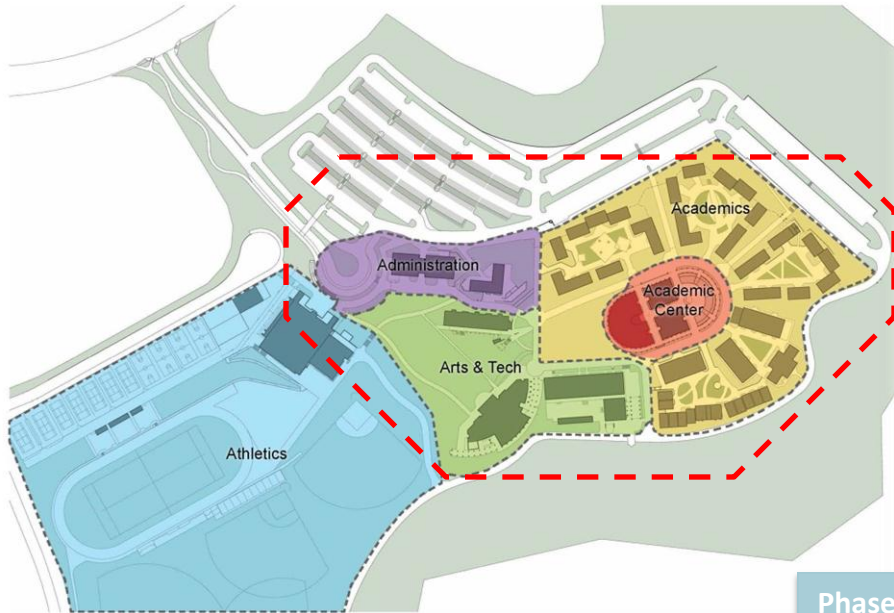 Academics
Administration
Academic
Center
Arts & Tech
Athletics
Phase